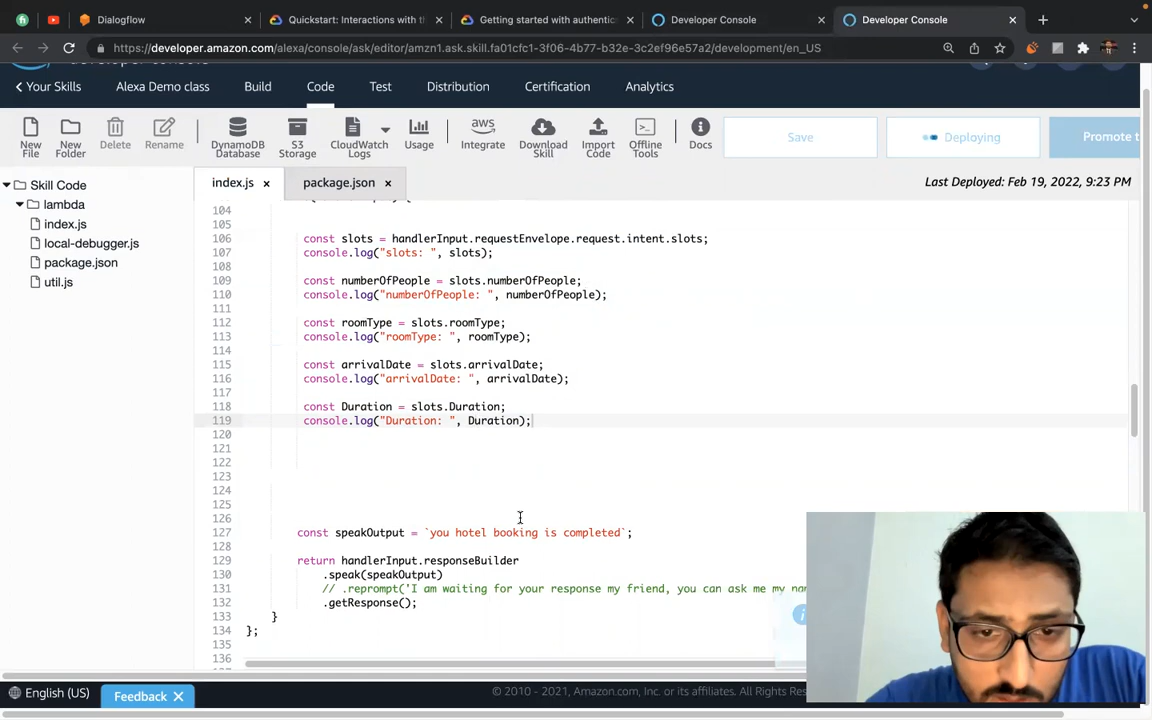 Dialogflow
Quickstart: Interactions with th
Getting started with authentic
Developer Console
Developer Console
https://developer.amazon.com/alexa/console/ask/editor/amzn1.ask.skill.fa01cfc1-3f06-4b77-b32e-3c2ef96e57a2/development/en_US
Your Skills
Alexa Demo class
Build
Code
Test
Distribution
Certification
Analytics
New File
New Folder
Delete
Rename
DynamoDB Database
S3 Storage
CloudWatch Logs
Usage
aws
Integrate
Download Skill
Import Code
Offline Tools
Docs
Save
Deploying
Promote t
index.js
package.json
Last Deployed: Feb 19, 2022, 9:23 PM
Skill Code
lambda
index.js
local-debugger.js
package.json
util.js
104
105
106 const slots = handlerInput.requestEnvelope.request.intent.slots;
107 console.log("slots: ", slots);
108
109 const numberOfPeople = slots.numberOfPeople;
110 console.log("numberOfPeople: ", numberOfPeople);
111
112 const roomType = slots.roomType;
113 console.log("roomType: ", roomType);
114
115 const arrivalDate = slots.arrivalDate;
116 console.log("arrivalDate: ", arrivalDate);
117
118 const Duration = slots.Duration;
119 console.log("Duration: ", Duration);
120
121
122
123
124
125
126
127 const speakOutput = `you hotel booking is completed`;
128
129 return handlerInput.responseBuilder
130 .speak(speakOutput)
131 // .reprompt('I am waiting for your response my friend, you can ask me my na
132 .getResponse();
133 }
134 };
135
136
English (US)
Feedback
© 2010 - 2021, Amazon.com, Inc. or its affiliates. All Rights Rese